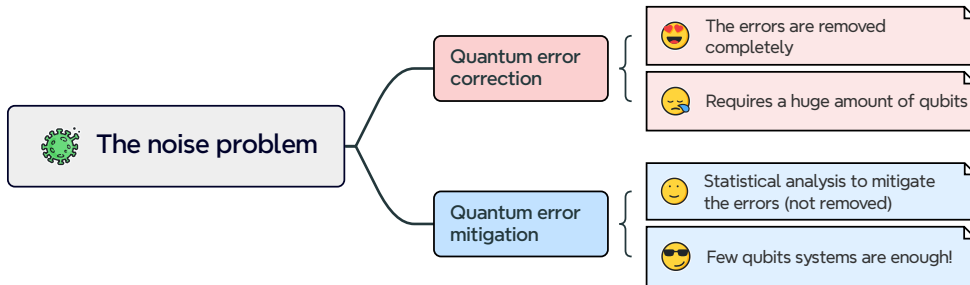 The noise problem
Quantum error
correction
The errors are removed
completely
Requires a huge amount of qubits
Quantum error
mitigation
Statistical analysis to mitigate
the errors (not removed)
Few qubits systems are enough!